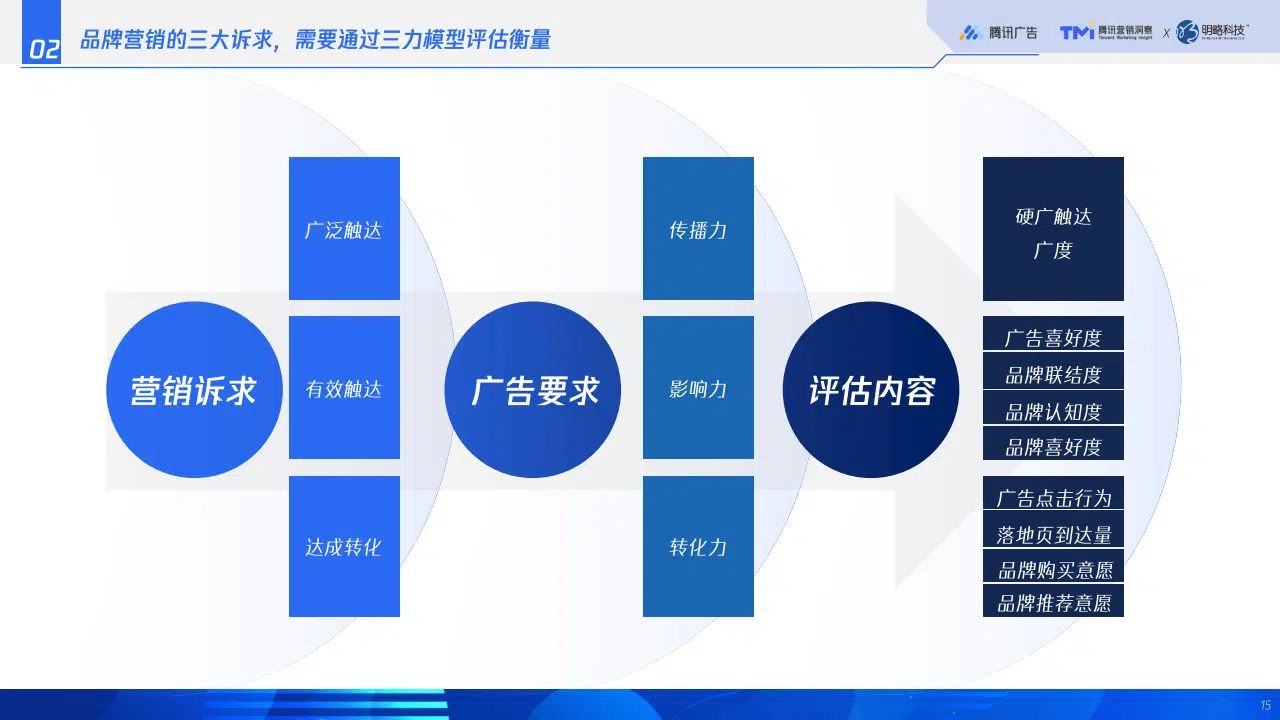 02
品牌营销的三大诉求，需要通过三力模型评估衡量
腾讯广告
TMI 腾讯营销洞察
Tencent Marketing Insight
X
明略科技
营销诉求
广泛触达
有效触达
达成转化
广告要求
传播力
影响力
转化力
评估内容
硬广触达
广度
广告喜好度
品牌联结度
品牌认知度
品牌喜好度
广告点击行为
落地页到达量
品牌购买意愿
品牌推荐意愿
15